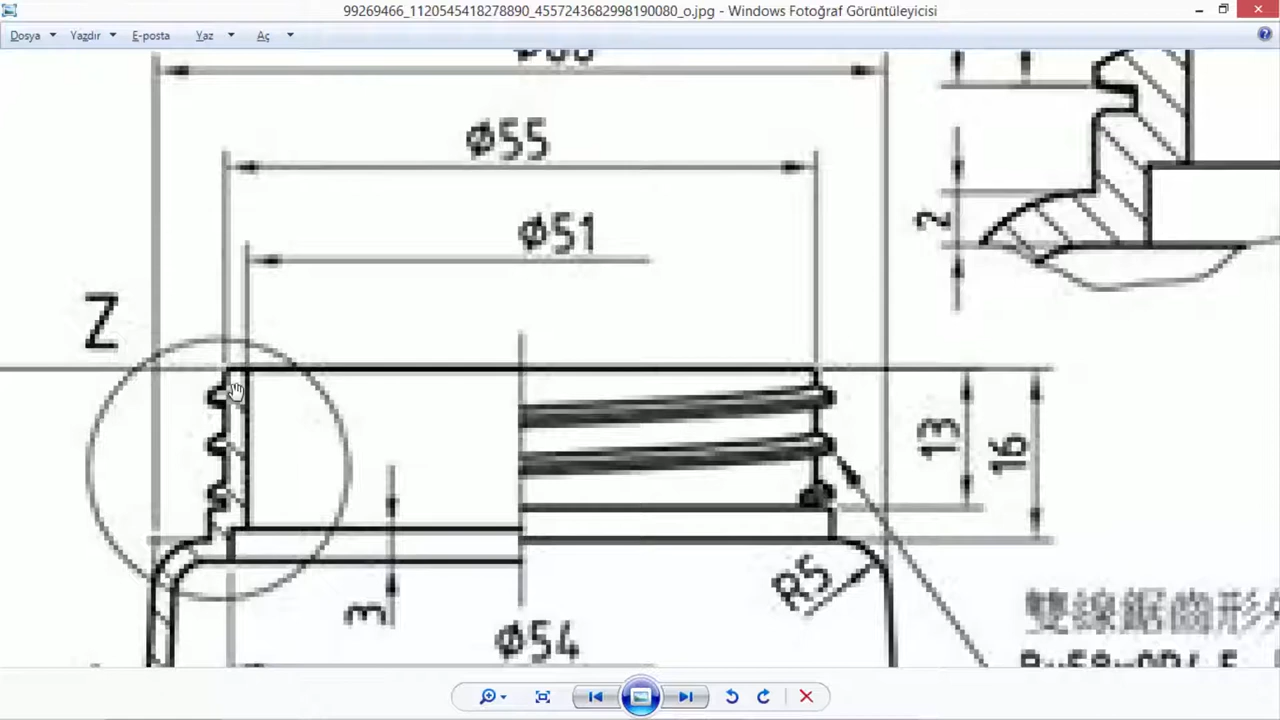 99269466_1120545418278890_4557243682998190080_o.jpg - Windows Fotoğraf Görüntüleyicisi
Dosya Yazdır E-posta Yaz Aç
Ø55
Ø51
2
Z
13
16
R5
3
Ø54
雙線鋸齒形